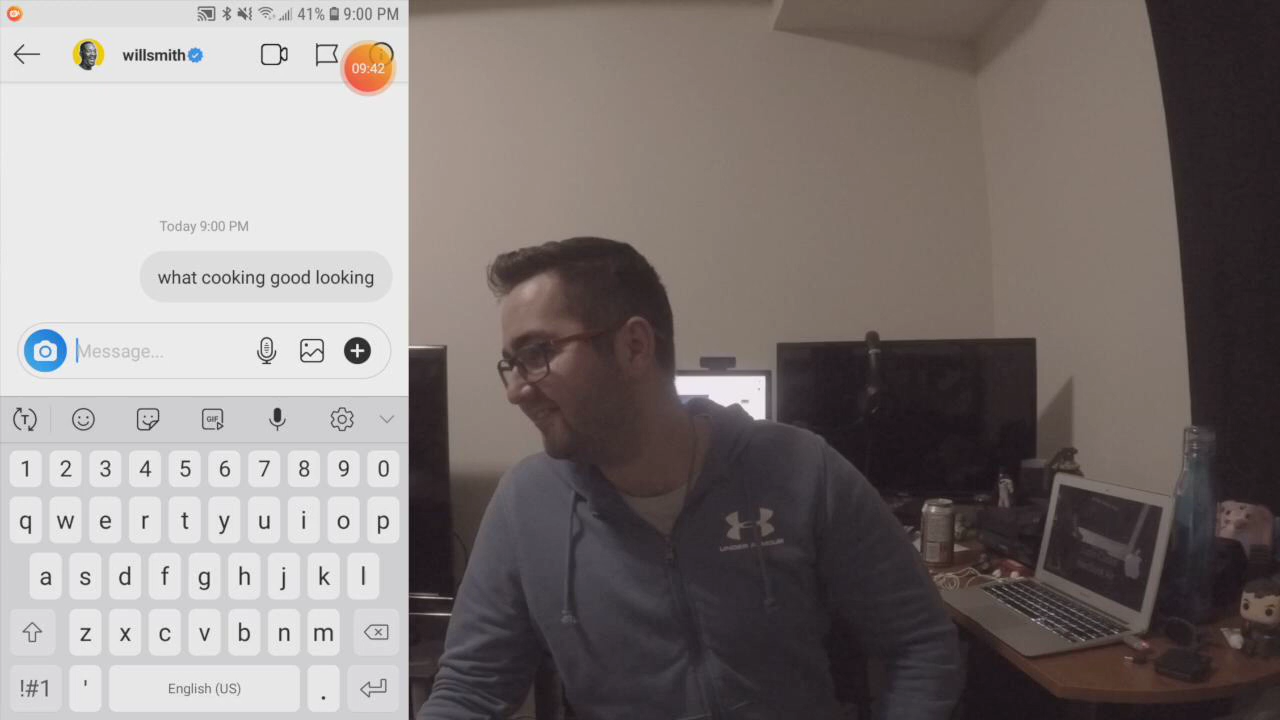 41% 9:00 PM
willsmith
09:42
Today 9:00 PM
what cooking good looking
Message...
T
GIF
1 2 3 4 5 6 7 8 9 0
q w e r t y u i o p
a s d f g h j k l
z x c v b n m
!#1 ' English (US) .
UNDER ARMOUR